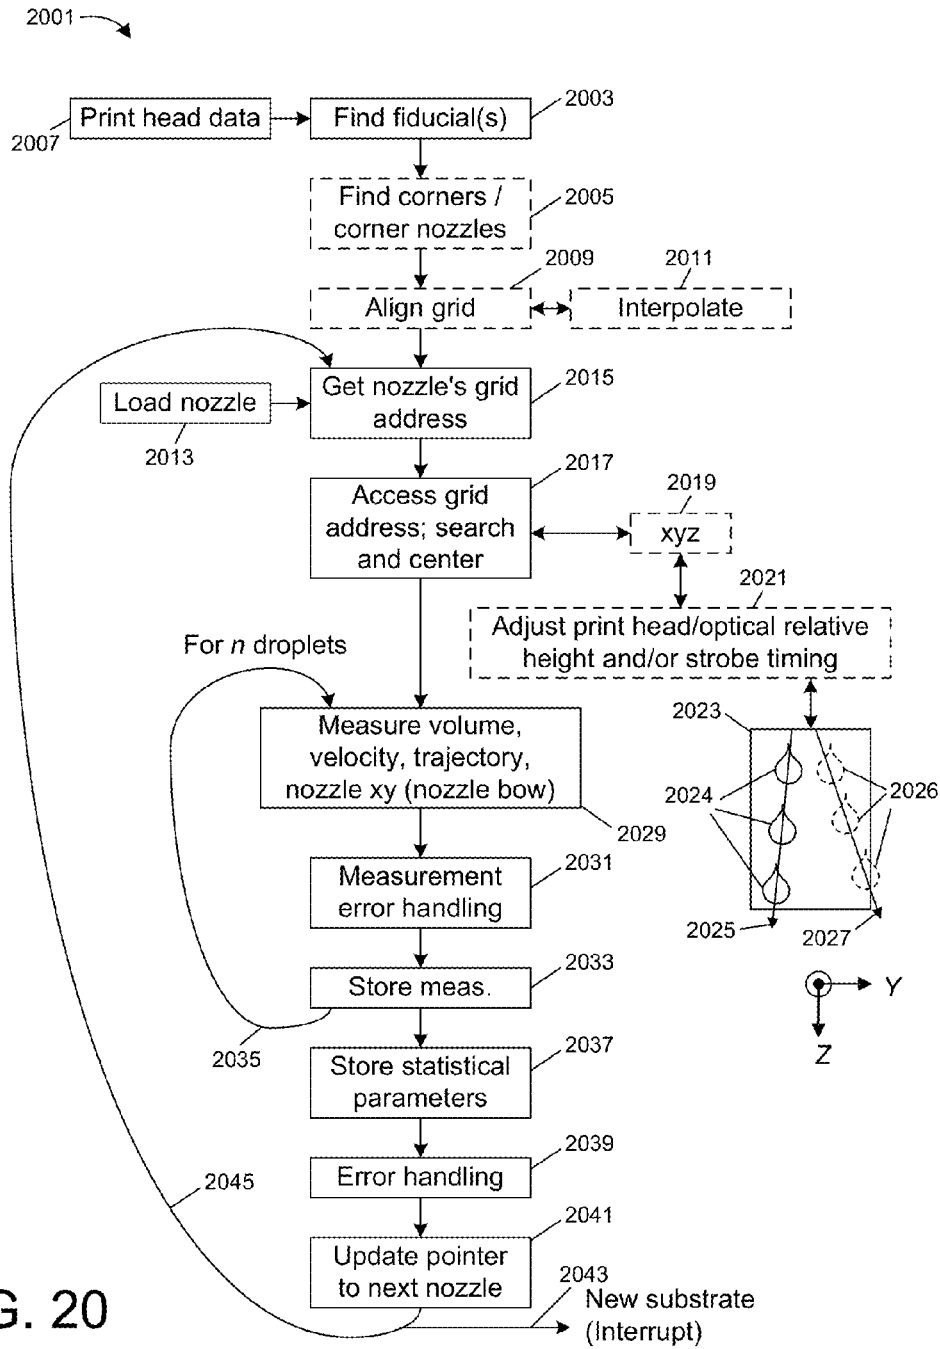 2001
2003
Print head data
Find fiducial(s)
2007
Find corners /
corner nozzles
2005
2009
2011
Align grid
Interpolate
Get nozzle's grid
address
2015
Load nozzle
2013
2017
Access grid
address; search
and center
2019
xyz
2021
Adjust print head/optical relative
height and/or strobe timing
For n droplets
2023
Measure volume,
velocity, trajectory,
nozzle xy (nozzle bow)
2024
2026
2029
2031
Measurement
error handling
2025
2027
2033
Store meas.
Y
Z
2035
2037
Store statistical
parameters
2039
Error handling
2045
2041
Update pointer
to next nozzle
2043
New substrate
(Interrupt)
G. 20